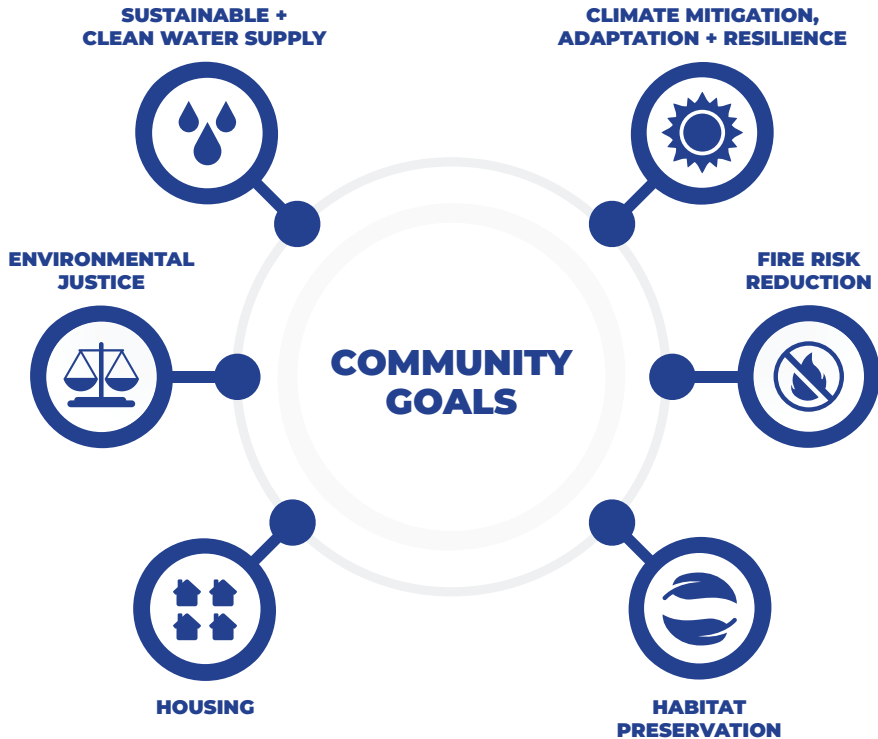 SUSTAINABLE +
CLEAN WATER SUPPLY
CLIMATE MITIGATION,
ADAPTATION + RESILIENCE
ENVIRONMENTAL
JUSTICE
FIRE RISK
REDUCTION
COMMUNITY
GOALS
HOUSING
HABITAT
PRESERVATION